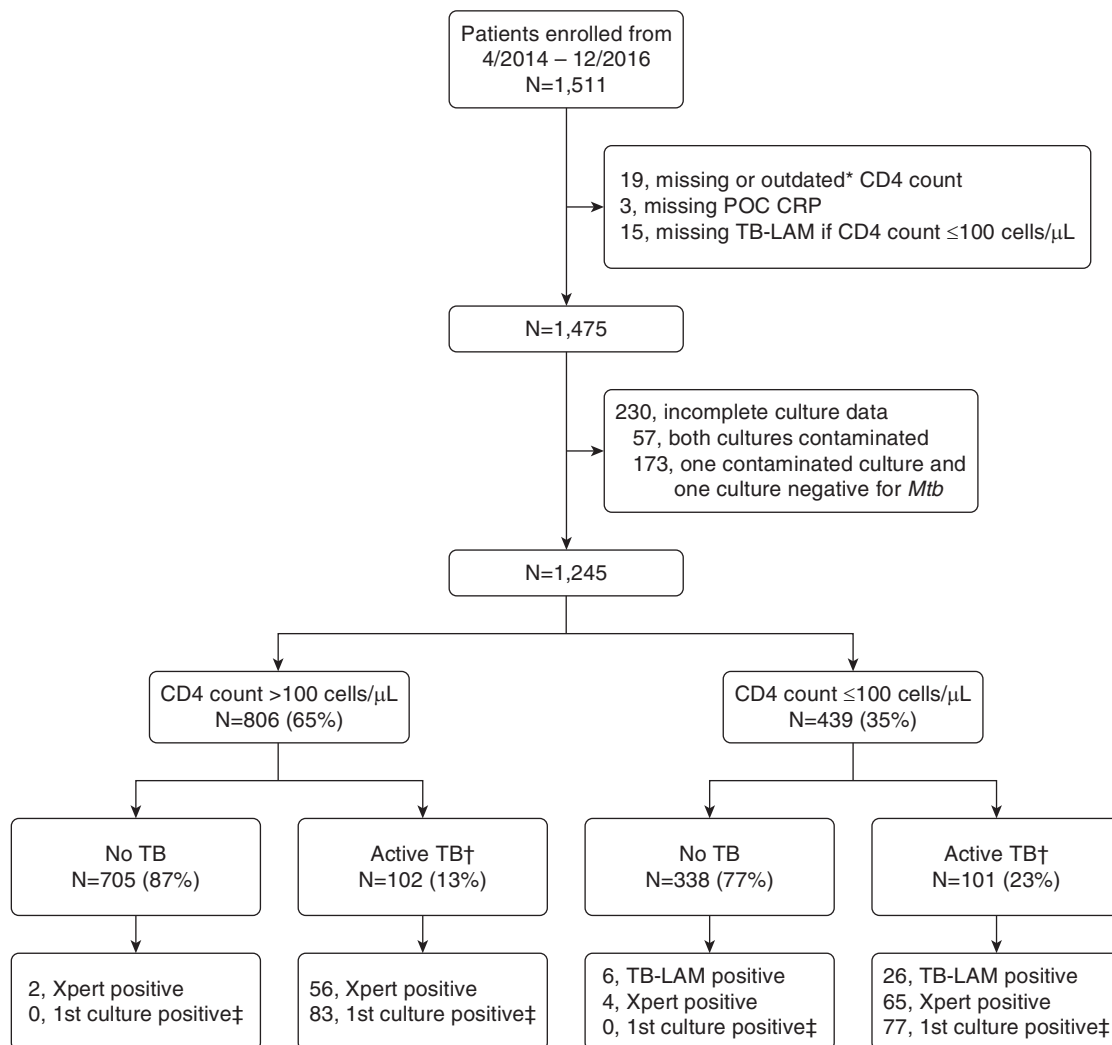 Patients enrolled from
4/2014 – 12/2016
N=1,511
19, missing or outdated* CD4 count
3, missing POC CRP
15, missing TB-LAM if CD4 count ≤100 cells/μL
N=1,475
230, incomplete culture data
57, both cultures contaminated
173, one contaminated culture and
one culture negative for Mtb
N=1,245
CD4 count >100 cells/μL
N=806 (65%)
CD4 count ≤100 cells/μL
N=439 (35%)
No TB
N=705 (87%)
Active TB†
N=102 (13%)
No TB
N=338 (77%)
Active TB†
N=101 (23%)
2, Xpert positive
0, 1st culture positive‡
56, Xpert positive
83, 1st culture positive‡
6, TB-LAM positive
4, Xpert positive
0, 1st culture positive‡
26, TB-LAM positive
65, Xpert positive
77, 1st culture positive‡